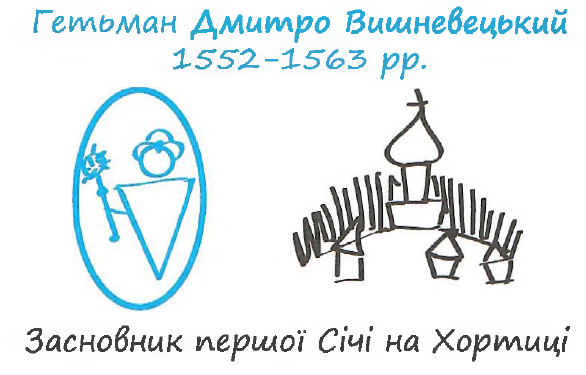 Гетьман Дмитро Вишневецький
1552-1563 рр.
Засновник першої Січі на Хортиці